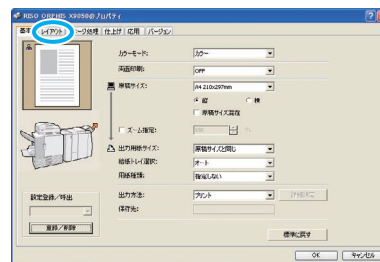 RISO ORPHIS X9050のプロパティ
基本 レイアウト ページ処理 仕上げ 応用 バージョン
カラーモード: カラー
両面印刷: OFF
原稿サイズ: A4 210x297mm
縦 横
原稿サイズ混在
ズーム指定: 100 %
出力用紙サイズ: 原稿サイズと同じ
給紙トレイ選択: オート
用紙種類: 指定しない
設定登録/呼出
出力方法: プリント
保存先:
登録/削除
標準に戻す
OK キャンセル